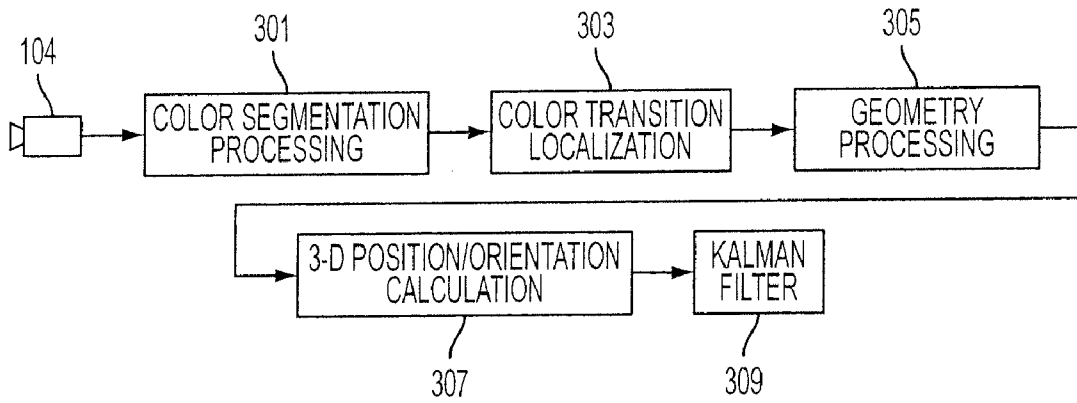 104
301
303
305
COLOR SEGMENTATION
PROCESSING
COLOR TRANSITION
LOCALIZATION
GEOMETRY
PROCESSING
3-D POSITION/ORIENTATION
CALCULATION
KALMAN
FILTER
307
309